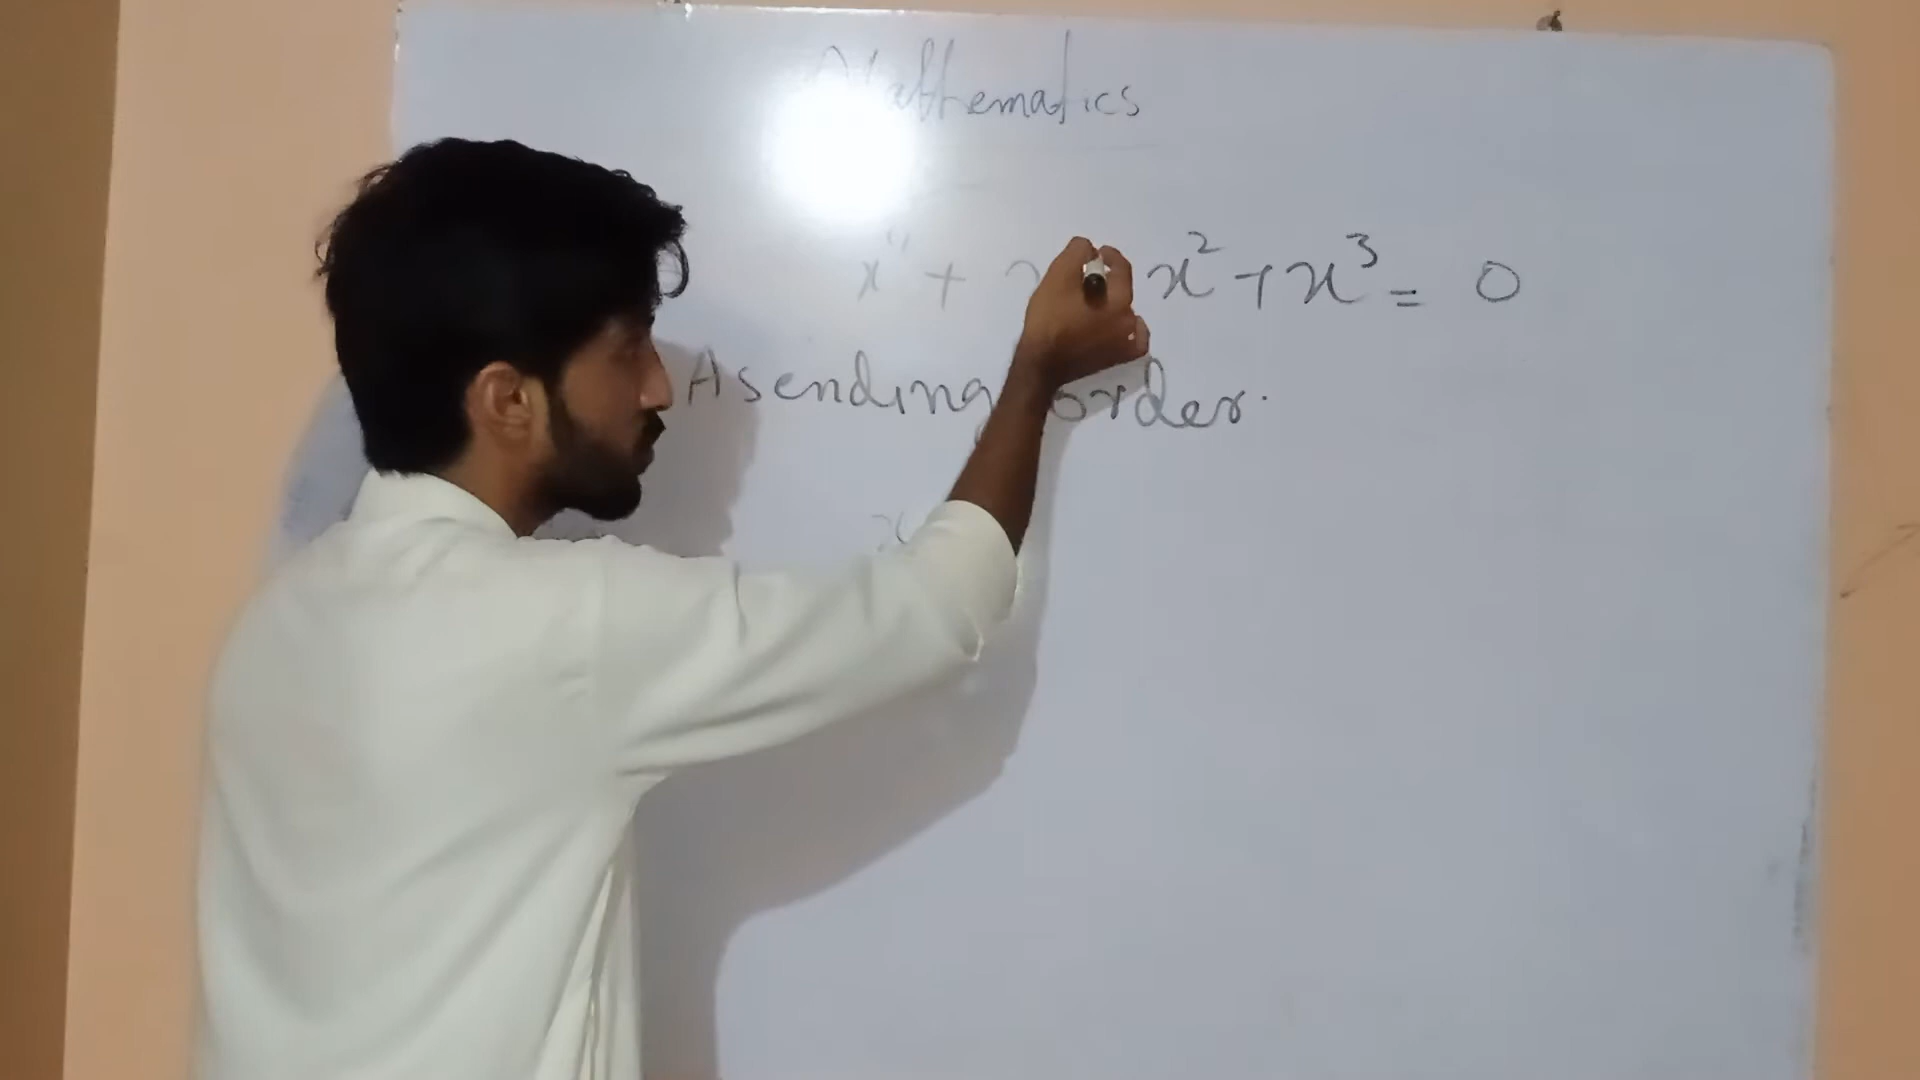 Mathematics
x⁴ + x x² + x³ = 0
Asending order.
x